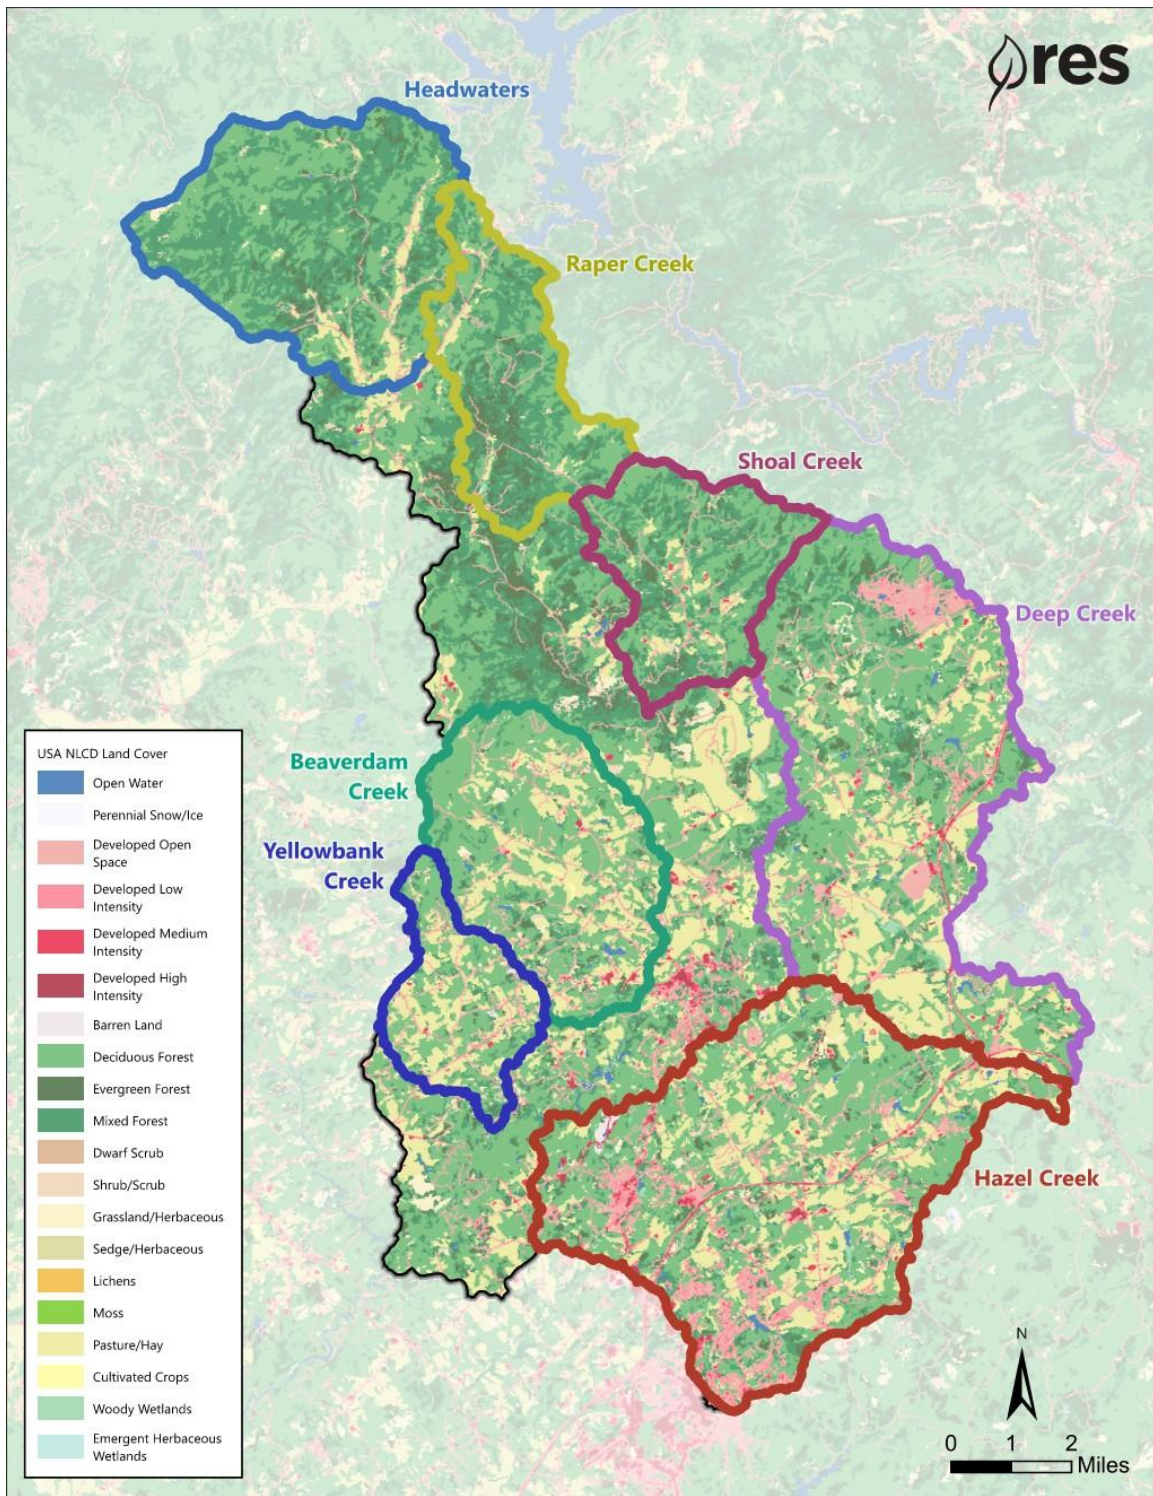 res
Headwaters
Raper Creek
Shoal Creek
Deep Creek
Beaverdam
Creek
Yellowbank
Creek
Hazel Creek
USA NLCD Land Cover
Open Water
Perennial Snow/Ice
Developed Open
Space
Developed Low
Intensity
Developed Medium
Intensity
Developed High
Intensity
Barren Land
Deciduous Forest
Evergreen Forest
Mixed Forest
Dwarf Scrub
Shrub/Scrub
Grassland/Herbaceous
Sedge/Herbaceous
Lichens
Moss
Pasture/Hay
Cultivated Crops
Woody Wetlands
Emergent Herbaceous
Wetlands
N
0 1 2
Miles